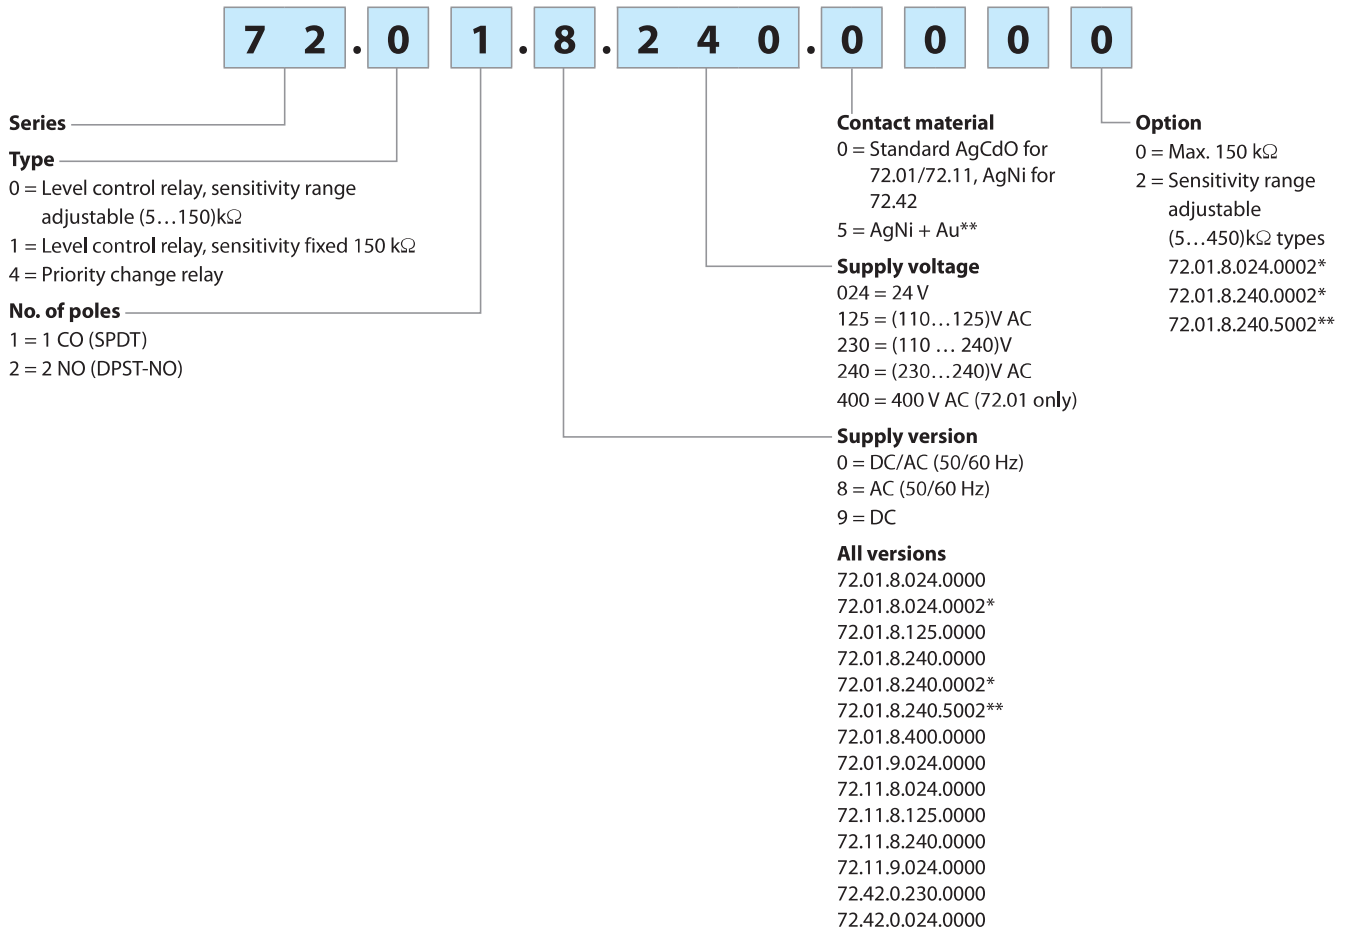 7 2 . 0 1 . 8 . 2 4 0 . 0 0 0 0
Series
Type
0 = Level control relay, sensitivity range
adjustable (5…150)kΩ
1 = Level control relay, sensitivity fixed 150 kΩ
4 = Priority change relay
No. of poles
1 = 1 CO (SPDT)
2 = 2 NO (DPST-NO)
Contact material
0 = Standard AgCdO for
72.01/72.11, AgNi for
72.42
5 = AgNi + Au**
Supply voltage
024 = 24 V
125 = (110…125)V AC
230 = (110 … 240)V
240 = (230…240)V AC
400 = 400 V AC (72.01 only)
Supply version
0 = DC/AC (50/60 Hz)
8 = AC (50/60 Hz)
9 = DC
All versions
72.01.8.024.0000
72.01.8.024.0002*
72.01.8.125.0000
72.01.8.240.0000
72.01.8.240.0002*
72.01.8.240.5002**
72.01.8.400.0000
72.01.9.024.0000
72.11.8.024.0000
72.11.8.125.0000
72.11.8.240.0000
72.11.9.024.0000
72.42.0.230.0000
72.42.0.024.0000
Option
0 = Max. 150 kΩ
2 = Sensitivity range
adjustable
(5…450)kΩ types
72.01.8.024.0002*
72.01.8.240.0002*
72.01.8.240.5002**